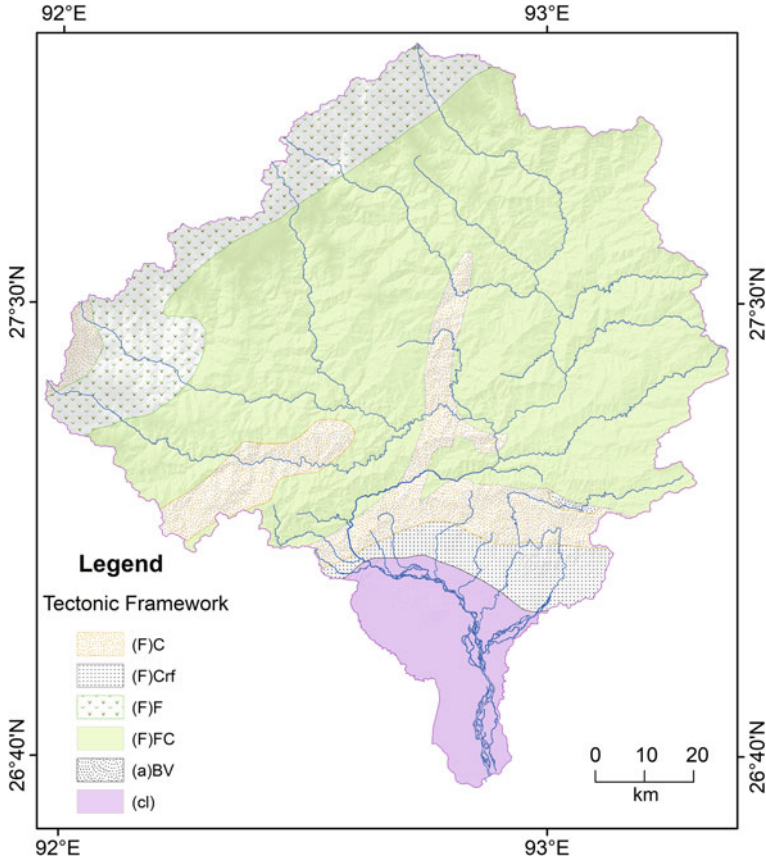 92°E 93°E
27°30'N 27°30'N
Legend
Tectonic Framework
(F)C
(F)Crf
(F)F
(F)FC
(a)BV
(cl)
26°40'N 26°40'N
0 10 20
km
92°E 93°E